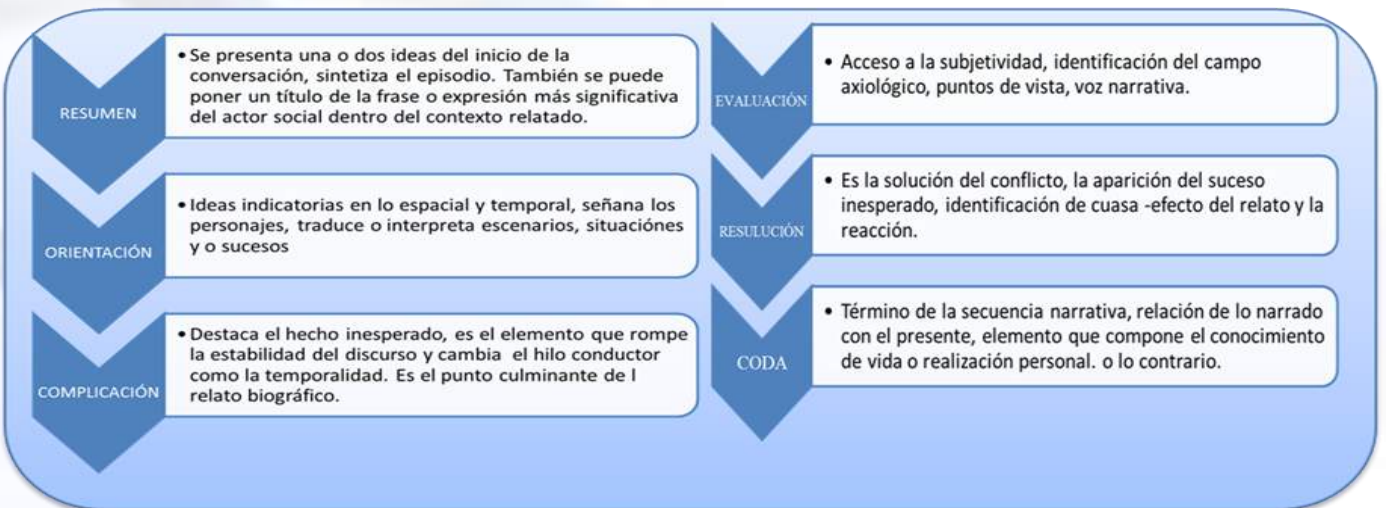 RESUMEN
• Se presenta una o dos ideas del inicio de la
conversación, sintetiza el episodio. También se puede
poner un título de la frase o expresión más significativa
del actor social dentro del contexto relatado.
ORIENTACIÓN
• Ideas indicatorias en lo espacial y temporal, señana los
personajes, traduce o interpreta escenarios, situaciónes
y o sucesos
COMPLICACIÓN
• Destaca el hecho inesperado, es el elemento que rompe
la estabilidad del discurso y cambia el hilo conductor
como la temporalidad. Es el punto culminante de l
relato biográfico.
EVALUACIÓN
• Acceso a la subjetividad, identificación del campo
axiológico, puntos de vista, voz narrativa.
RESULUCIÓN
• Es la solución del conflicto, la aparición del suceso
inesperado, identificación de cuasa -efecto del relato y la
reacción.
CODA
• Término de la secuencia narrativa, relación de lo narrado
con el presente, elemento que compone el conocimiento
de vida o realización personal. o lo contrario.